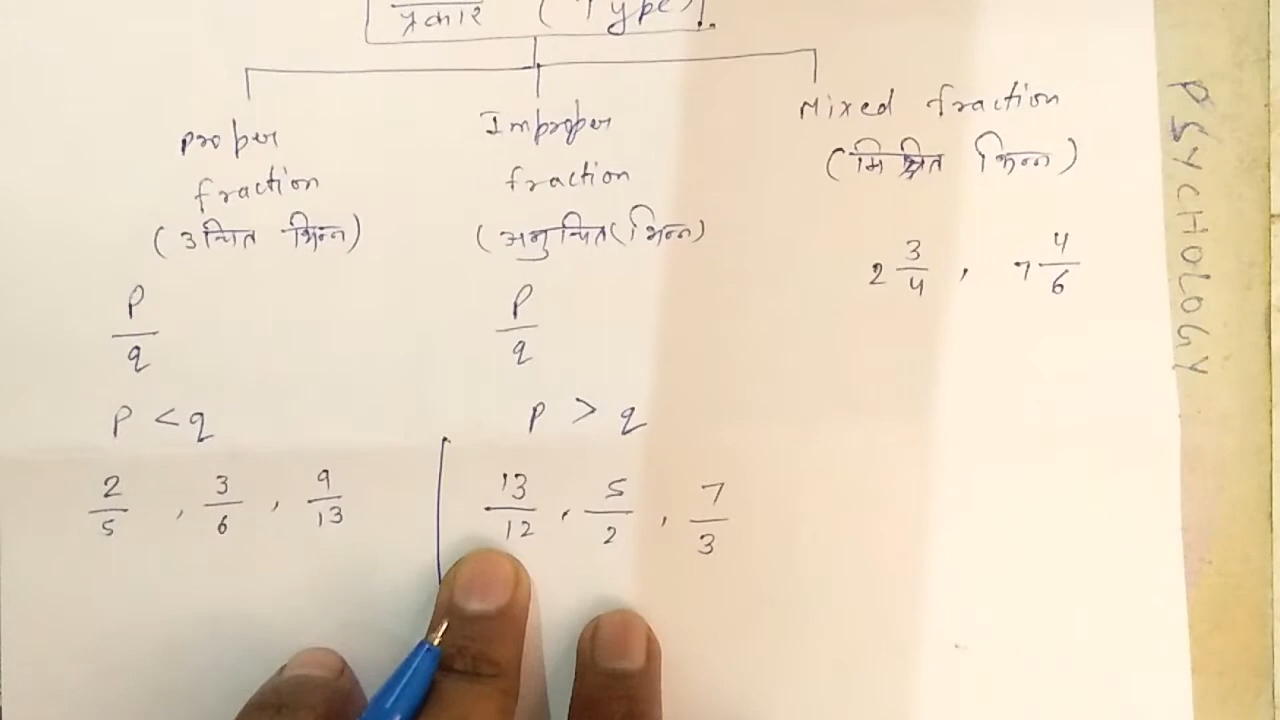 प्रकार (Type)
Proper
fraction
(उचित भिन्न)
P/q
P < q
2/5 , 3/6 , 9/13
Improper
fraction
(अनुचित (भिन्न)
P/q
P > q
13/12 , 5/2 , 7/3
Mixed fraction
(मिश्रित भिन्न)
2 3/4 , 7 4/6
PSYCHOLOGY